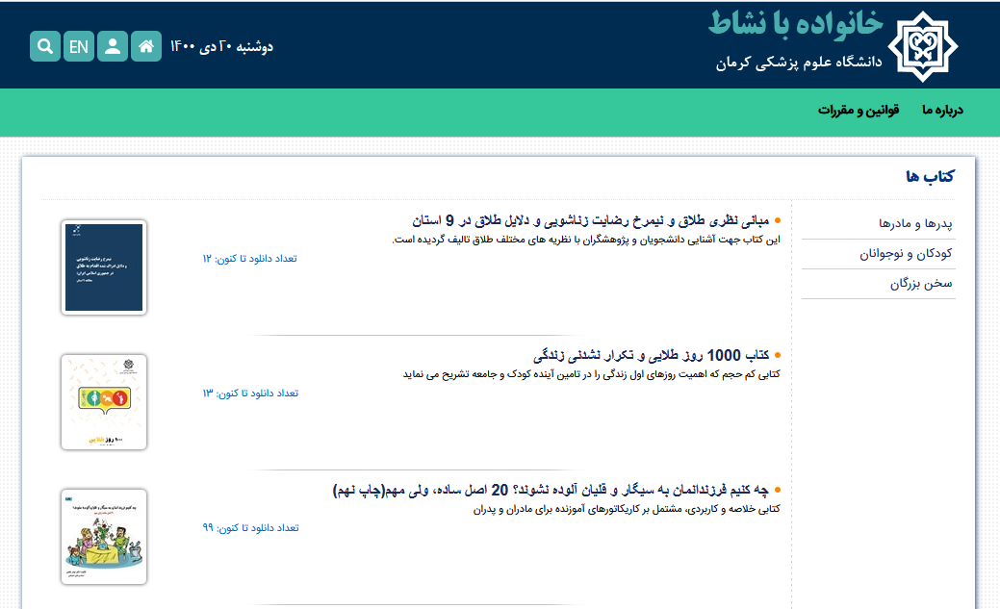 خانواده با نشاط
دانشگاه علوم پزشکی کرمان
دوشنبه ۲۰ دی ۱۴۰۰
EN
درباره ما
قوانین و مقررات
کتاب ها
پدرها و مادرها
کودکان و نوجوانان
سخن بزرگان
مبانی نظری طلاق و نیمرخ رضایت زناشویی و دلایل طلاق در 9 استان
این کتاب جهت آشنایی دانشجویان و پژوهشگران با نظریه های مختلف طلاق تالیف گردیده است.
تعداد دانلود تا کنون: ۱۲
کتاب 1000 روز طلایی و تکرار نشدنی زندگی
کتابی کم حجم که اهمیت روزهای اول زندگی را در تامین آینده کودک و جامعه تشریح می نماید
تعداد دانلود تا کنون: ۱۳
۱۰۰۰ روز طلایی
چه کنیم فرزندانمان به سیگار و قلیان آلوده نشوند؟ 20 اصل ساده، ولی مهم(چاپ نهم)
کتابی خلاصه و کاربردی، مشتمل بر کاریکاتورهای آموزنده برای مادران و پدران
تعداد دانلود تا کنون: ۹۹